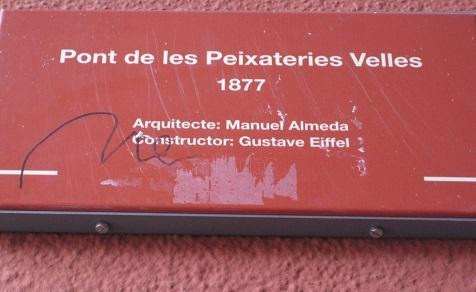 Pont de les Peixateries Velles
1877
Arquitecte: Manuel Almeda
Constructor: Gustave Eiffel